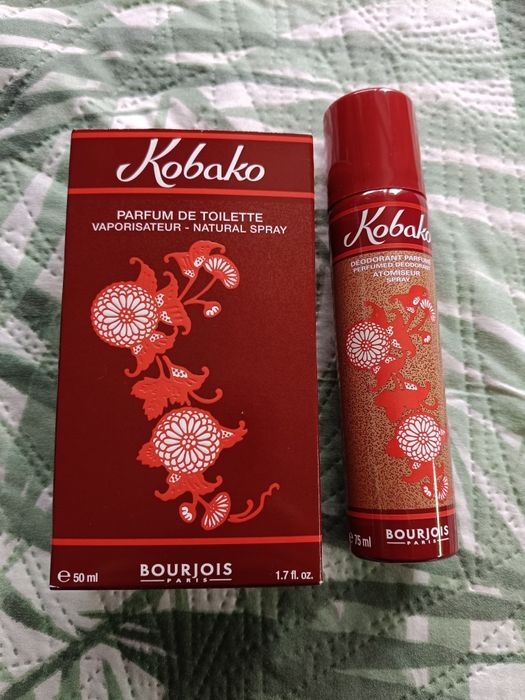 Kobako
PARFUM DE TOILETTE
VAPORISATEUR - NATURAL SPRAY
BOURJOIS
PARIS
℮ 50 ml
1.7 fl. oz.
Kobako
DEODORANT PARFUMÉ
PERFUMED DEODORANT
ATOMISEUR
SPRAY
BOURJOIS
PARIS
℮ 75 ml